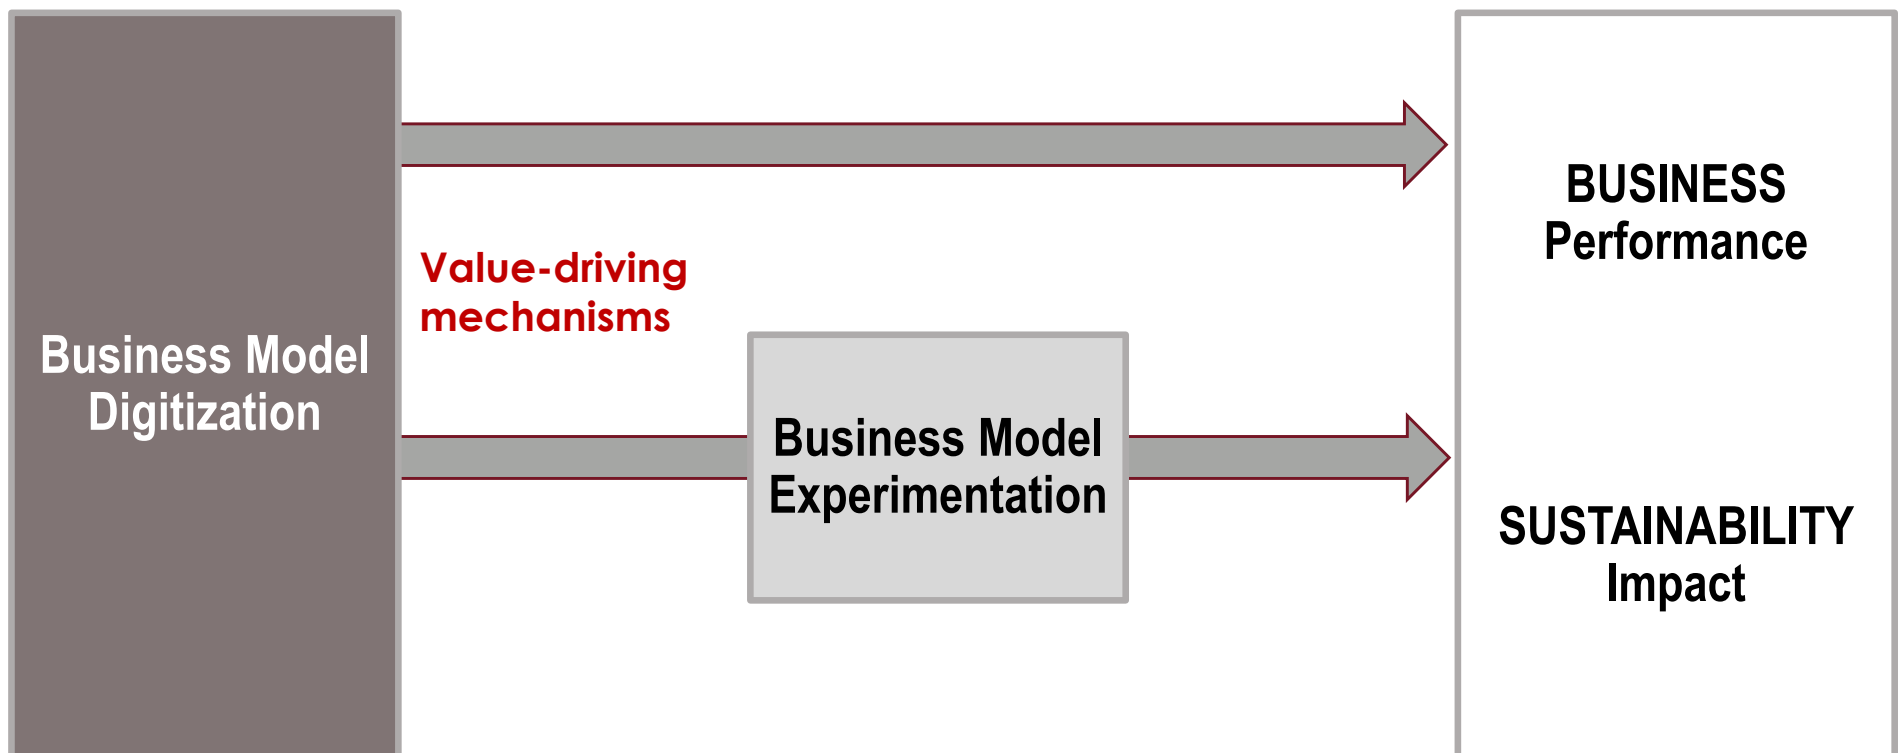 Business Model
Digitization
Value-driving
mechanisms
Business Model
Experimentation
BUSINESS
Performance
SUSTAINABILITY
Impact